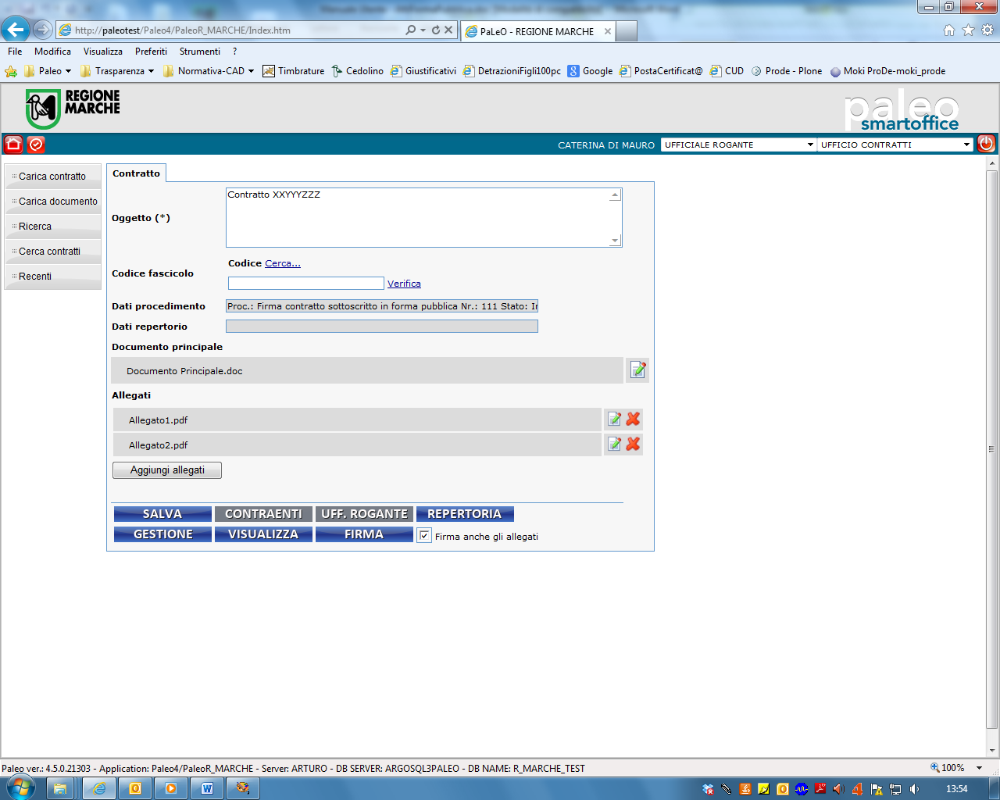 http://paleotest/Paleo4/PaleoR_MARCHE/Index.htm
PaLeO - REGIONE MARCHE
File Modifica Visualizza Preferiti Strumenti ?
Paleo Trasparenza Normativa-CAD Timbrature Cedolino Giustificativi DetrazioniFigli100pc Google PostaCertificat@ CUD Prode - Plone Moki ProDe-moki_prode
REGIONE
MARCHE
paleo
smartoffice
CATERINA DI MAURO UFFICIALE ROGANTE UFFICIO CONTRATTI
Carica contratto
Carica documento
Ricerca
Cerca contratti
Recenti
Contratto
Oggetto (*) Contratto XXYYYZZZ
Codice fascicolo
Codice Cerca...
Verifica
Dati procedimento Proc.: Firma contratto sottoscritto in forma pubblica Nr.: 111 Stato: In
Dati repertorio
Documento principale
Documento Principale.doc
Allegati
Allegato1.pdf
Allegato2.pdf
Aggiungi allegati
SALVA CONTRAENTI UFF. ROGANTE REPERTORIA
GESTIONE VISUALIZZA FIRMA Firma anche gli allegati
Paleo ver.: 4.5.0.21303 - Application: Paleo4/PaleoR_MARCHE - Server: ARTURO - DB SERVER: ARGOSQL3PALEO - DB NAME: R_MARCHE_TEST
100%
13:54